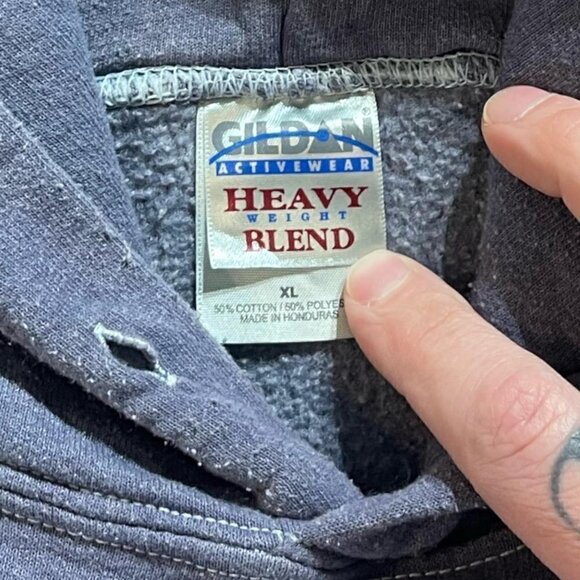 GILDAN
ACTIVEWEAR
HEAVY
WEIGHT
BLEND
XL
50% COTTON / 50% POLYES
MADE IN HONDURAS